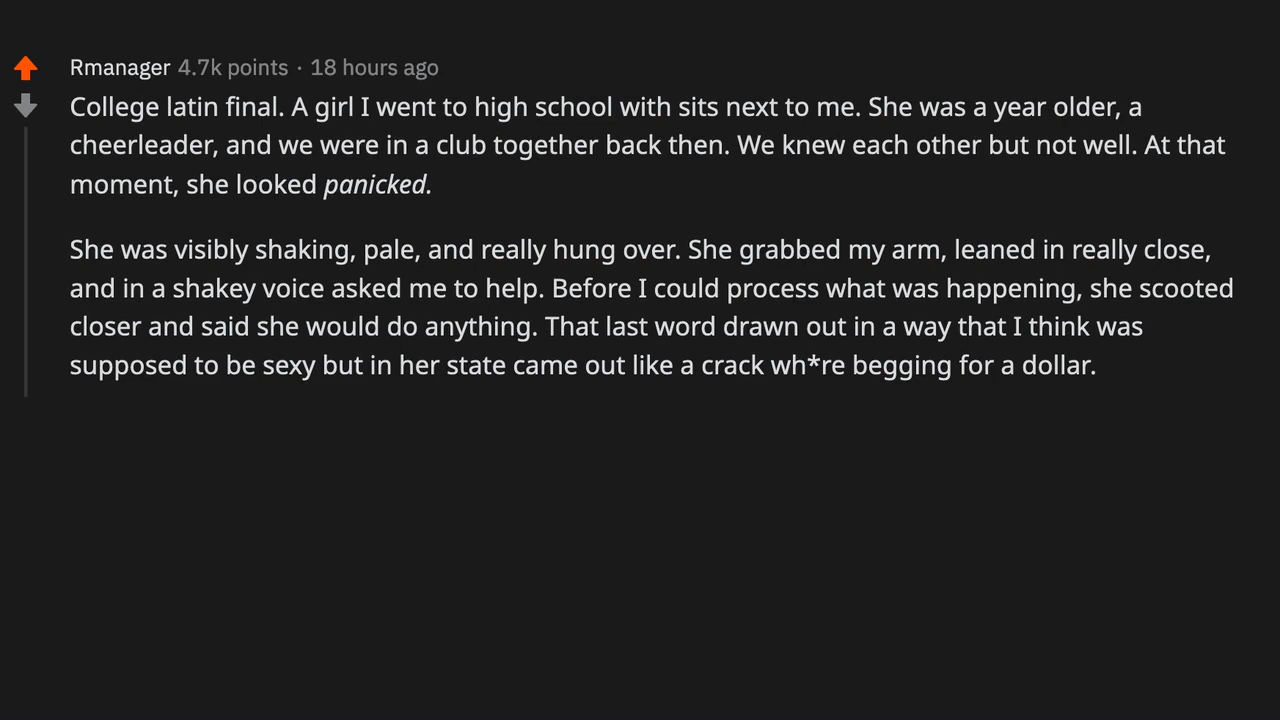 Rmanager 4.7k points · 18 hours ago
College latin final. A girl I went to high school with sits next to me. She was a year older, a
cheerleader, and we were in a club together back then. We knew each other but not well. At that
moment, she looked panicked.
She was visibly shaking, pale, and really hung over. She grabbed my arm, leaned in really close,
and in a shakey voice asked me to help. Before I could process what was happening, she scooted
closer and said she would do anything. That last word drawn out in a way that I think was
supposed to be sexy but in her state came out like a crack wh*re begging for a dollar.